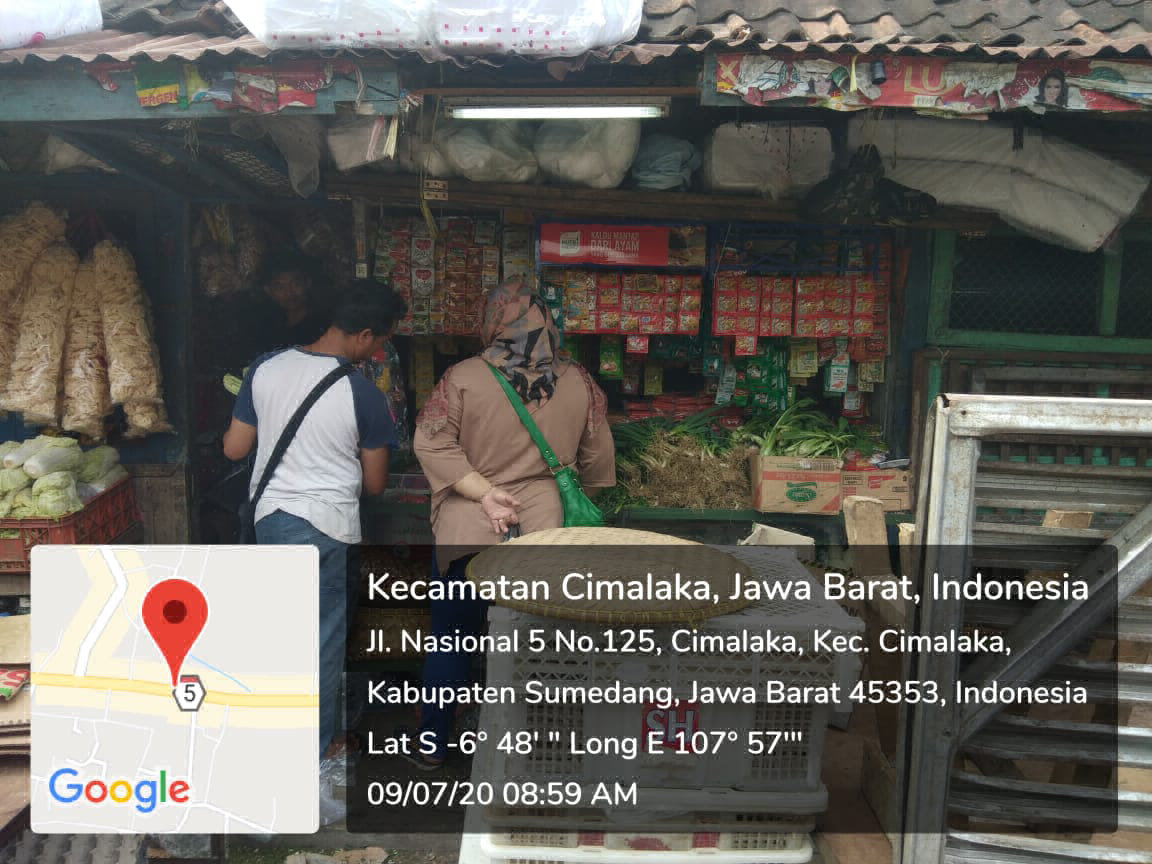 ERGEN
LU
KALDU MANTAP
DARI AYAM
Kecamatan Cimalaka, Jawa Barat, Indonesia
Jl. Nasional 5 No.125, Cimalaka, Kec. Cimalaka,
Kabupaten Sumedang, Jawa Barat 45353, Indonesia
SH
Lat S -6° 48' " Long E 107° 57'"
09/07/20 08:59 AM
5
Google